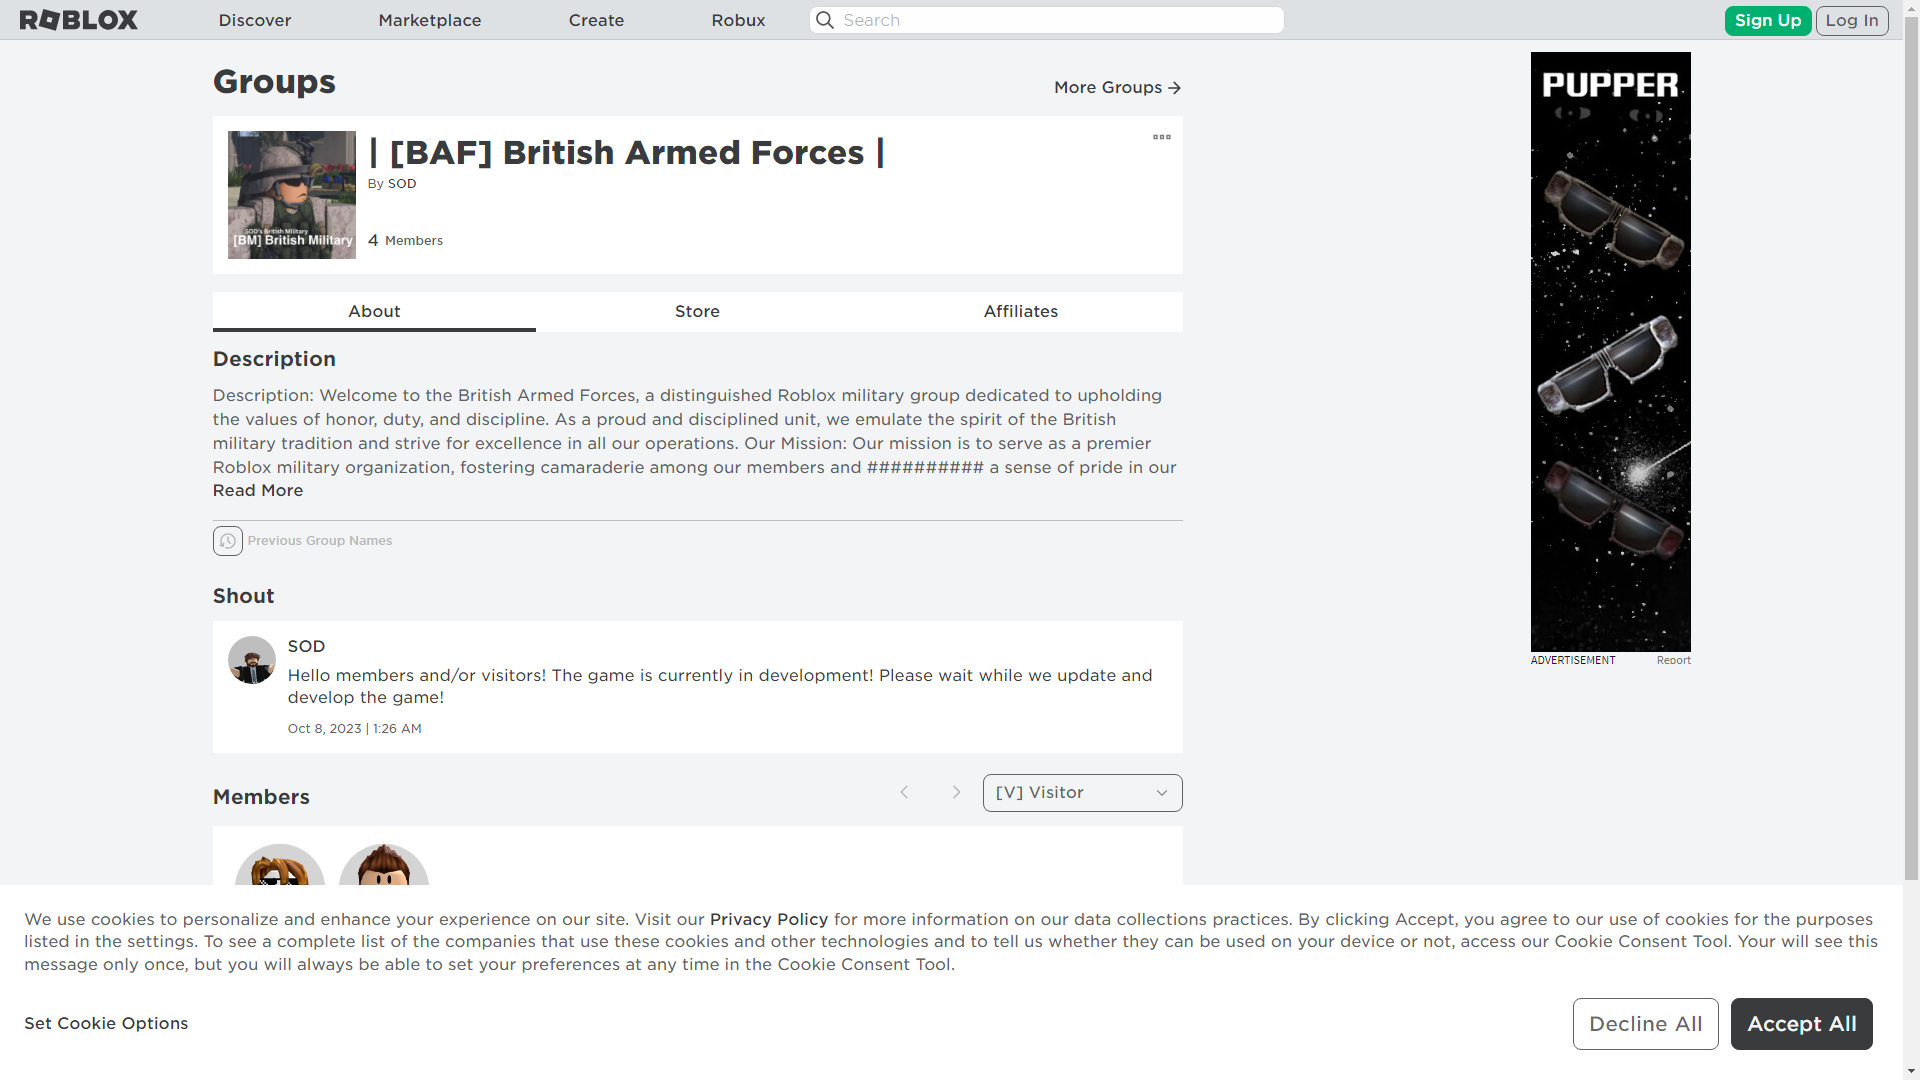 ROBLOX
Discover
Marketplace
Create
Robux
Search
Sign Up
Log In
Groups
More Groups
| [BAF] British Armed Forces |
By SOD
4 Members
SOD's British Military
[BM] British Military
About
Store
Affiliates
Description
Description: Welcome to the British Armed Forces, a distinguished Roblox military group dedicated to upholding
the values of honor, duty, and discipline. As a proud and disciplined unit, we emulate the spirit of the British
military tradition and strive for excellence in all our operations. Our Mission: Our mission is to serve as a premier
Roblox military organization, fostering camaraderie among our members and ########## a sense of pride in our
Read More
Previous Group Names
Shout
SOD
Hello members and/or visitors! The game is currently in development! Please wait while we update and
develop the game!
Oct 8, 2023 | 1:26 AM
Members
[V] Visitor
PUPPER
ADVERTISEMENT
Report
We use cookies to personalize and enhance your experience on our site. Visit our Privacy Policy for more information on our data collections practices. By clicking Accept, you agree to our use of cookies for the purposes
listed in the settings. To see a complete list of the companies that use these cookies and other technologies and to tell us whether they can be used on your device or not, access our Cookie Consent Tool. Your will see this
message only once, but you will always be able to set your preferences at any time in the Cookie Consent Tool.
Set Cookie Options
Decline All
Accept All